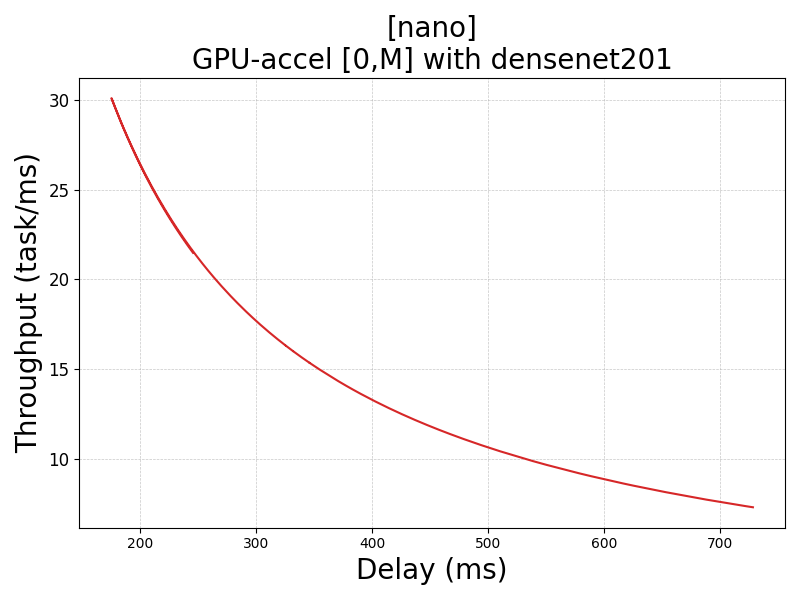 [nano]
GPU-accel [0,M] with densenet201
30
25
20
15
10
Throughput (task/ms)
200 300 400 500 600 700
Delay (ms)